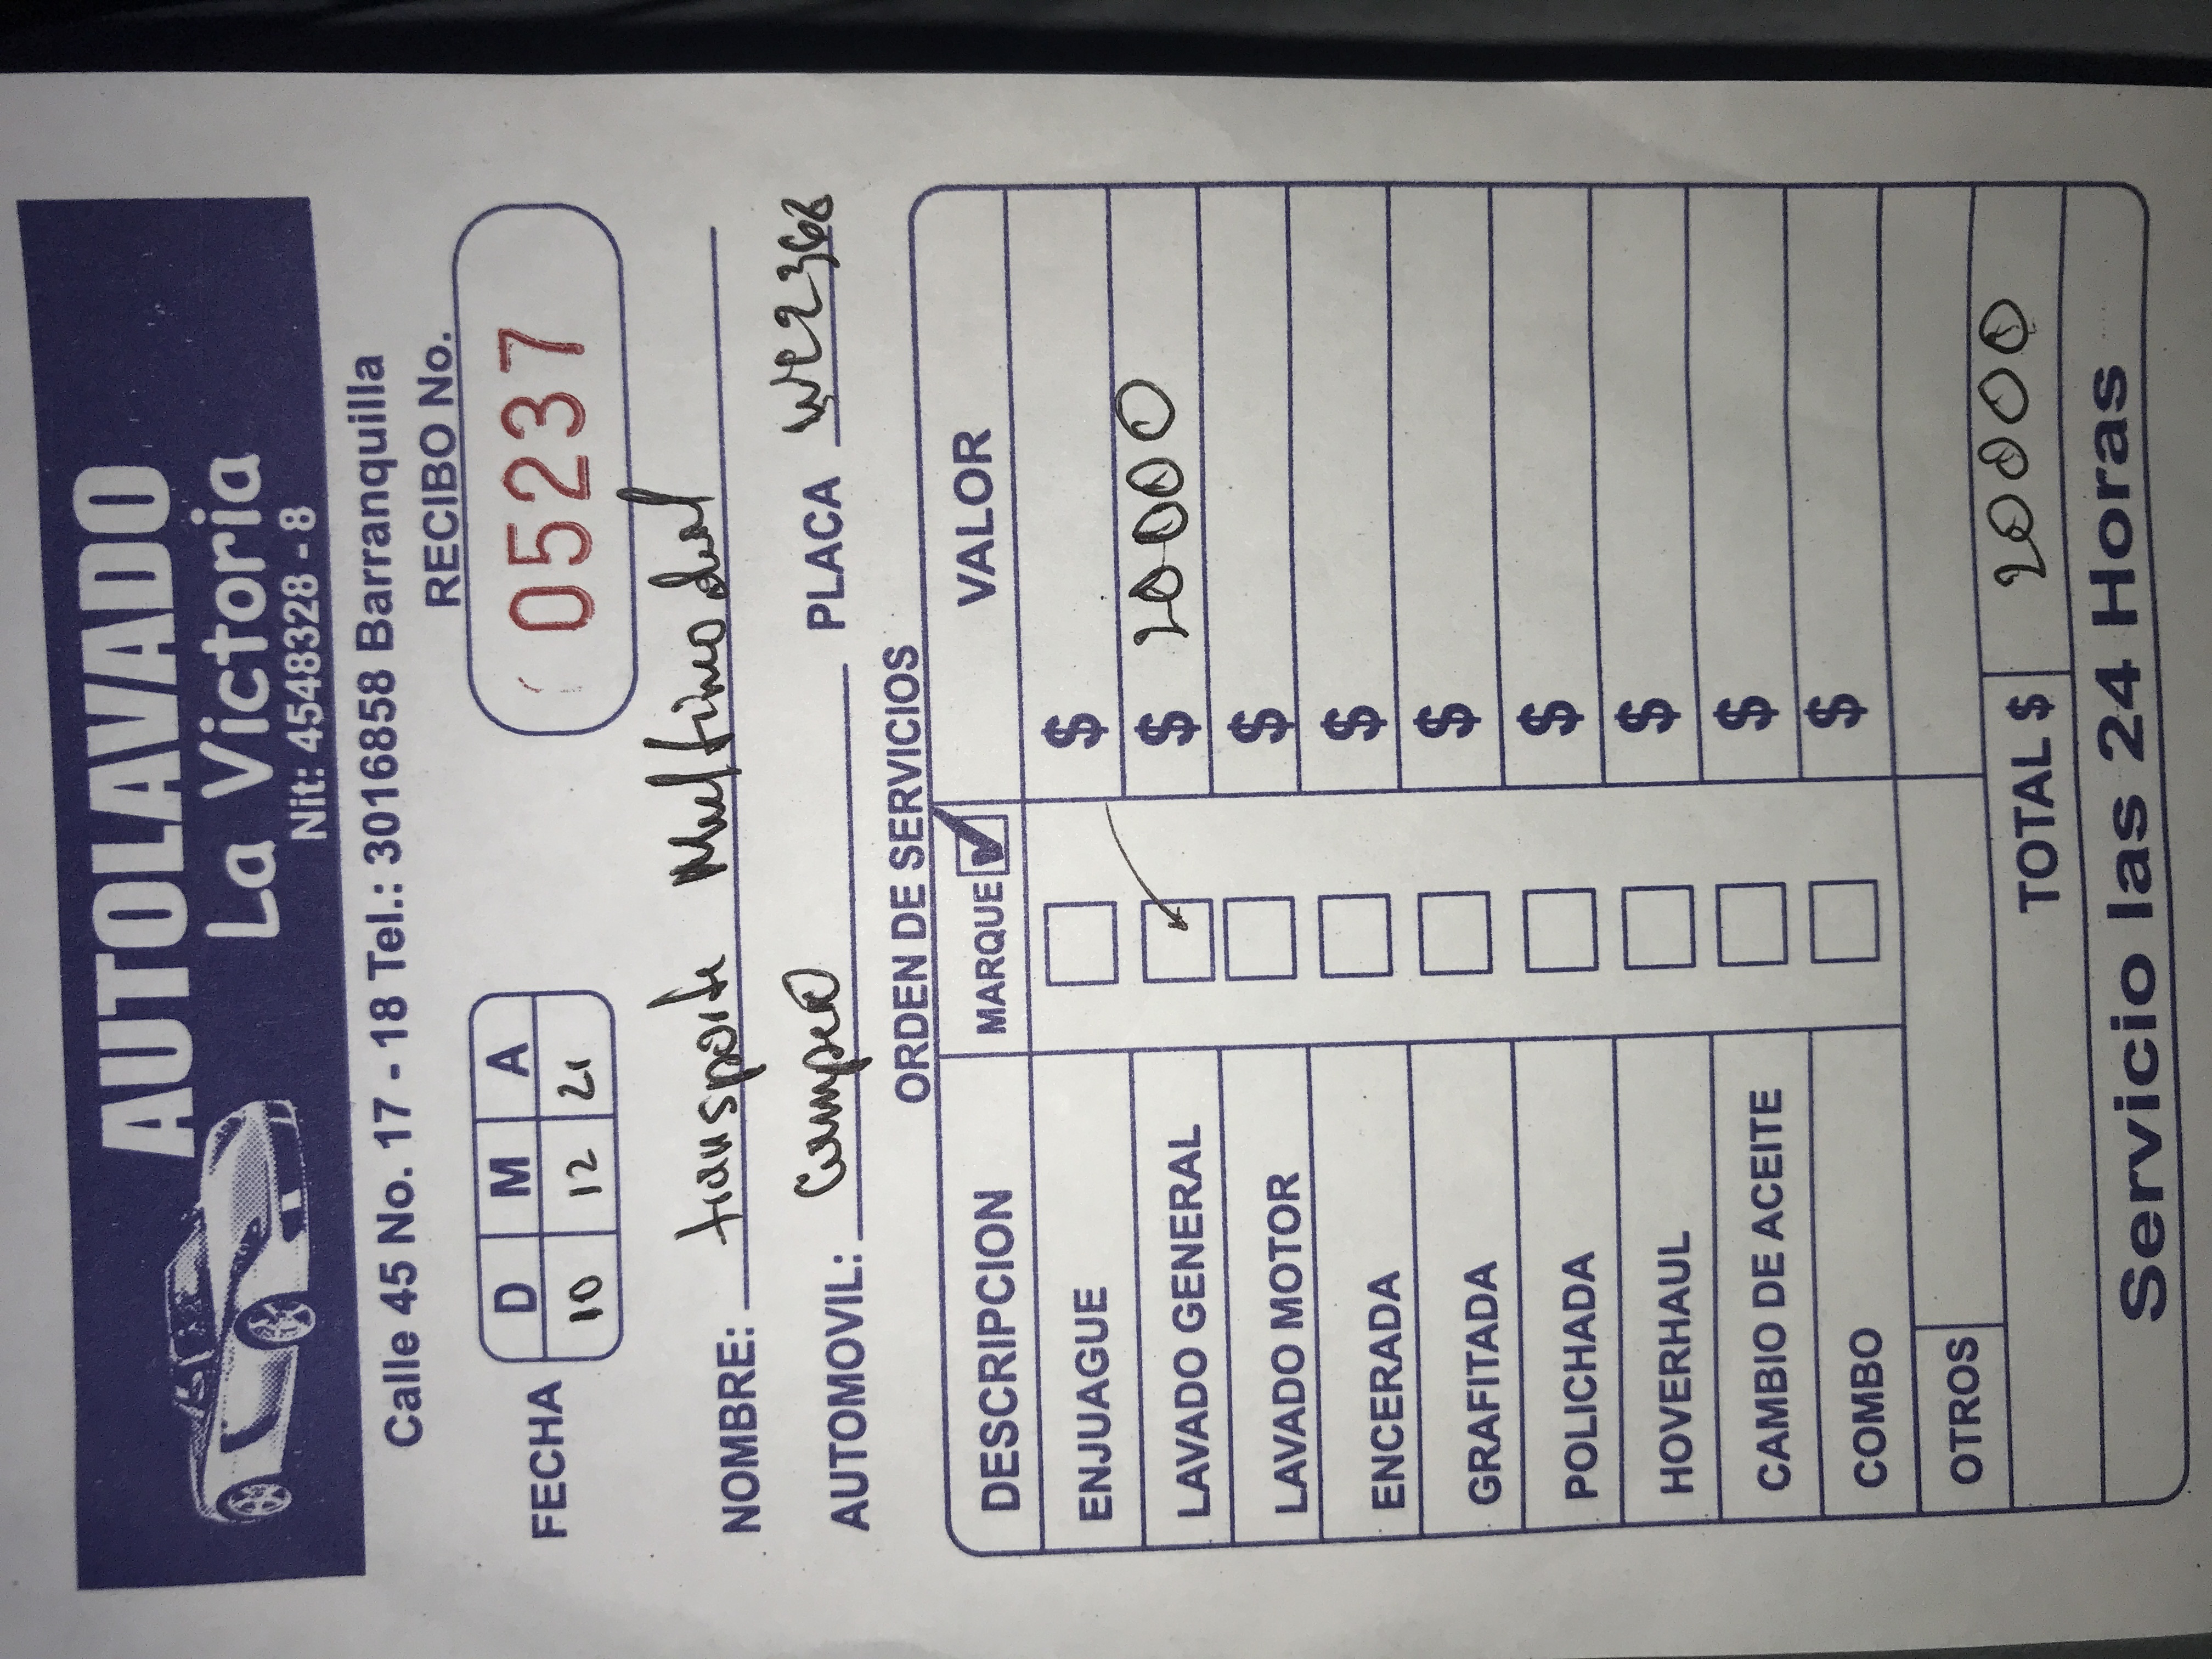 AUTOLAVADO
La Victoria
Nit: 4548328 - 8
Calle 45 No. 17 - 18 Tel.: 3016858 Barranquilla
RECIBO No.
05237
FECHA D M A
10 12 21
NOMBRE: transporte Multimodal
AUTOMOVIL: Campero PLACA
ORDEN DE SERVICIOS
DESCRIPCION MARQUE VALOR
ENJUAGUE $
LAVADO GENERAL $ 20000
LAVADO MOTOR $
ENCERADA $
GRAFITADA $
POLICHADA $
HOVERHAUL $
CAMBIO DE ACEITE $
COMBO $
OTROS
TOTAL $ 20000
Servicio las 24 Horas